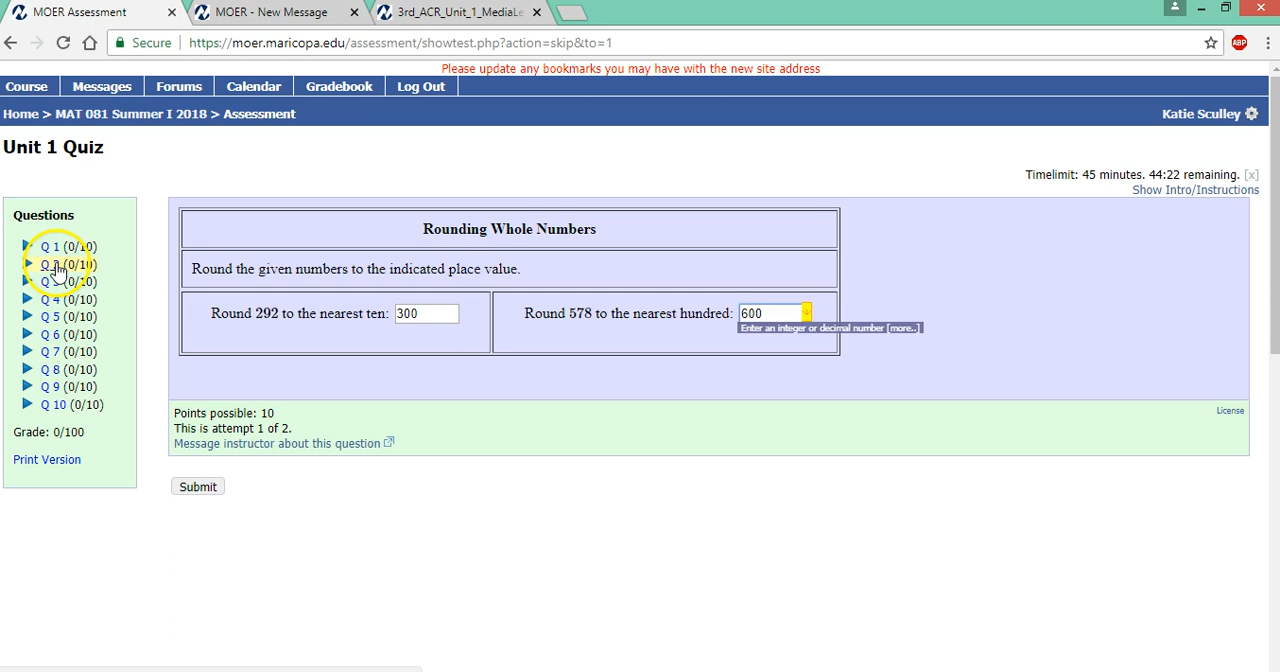 MOER Assessment
MOER - New Message
3rd_ACR_Unit_1_MediaLe
Secure https://moer.maricopa.edu/assessment/showtest.php?action=skip&to=1
ABP
Please update any bookmarks you may have with the new site address
Course Messages Forums Calendar Gradebook Log Out
Home > MAT 081 Summer I 2018 > Assessment
Katie Sculley
Unit 1 Quiz
Timelimit: 45 minutes. 44:22 remaining. [x]
Show Intro/Instructions
Questions
Q 1 (0/10)
Q 2 (0/10)
Q 3 (0/10)
Q 4 (0/10)
Q 5 (0/10)
Q 6 (0/10)
Q 7 (0/10)
Q 8 (0/10)
Q 9 (0/10)
Q 10 (0/10)
Grade: 0/100
Print Version
Rounding Whole Numbers
Round the given numbers to the indicated place value.
Round 292 to the nearest ten: 300
Round 578 to the nearest hundred: 600
Enter an integer or decimal number [more..]
Points possible: 10
This is attempt 1 of 2.
Message instructor about this question
License
Submit